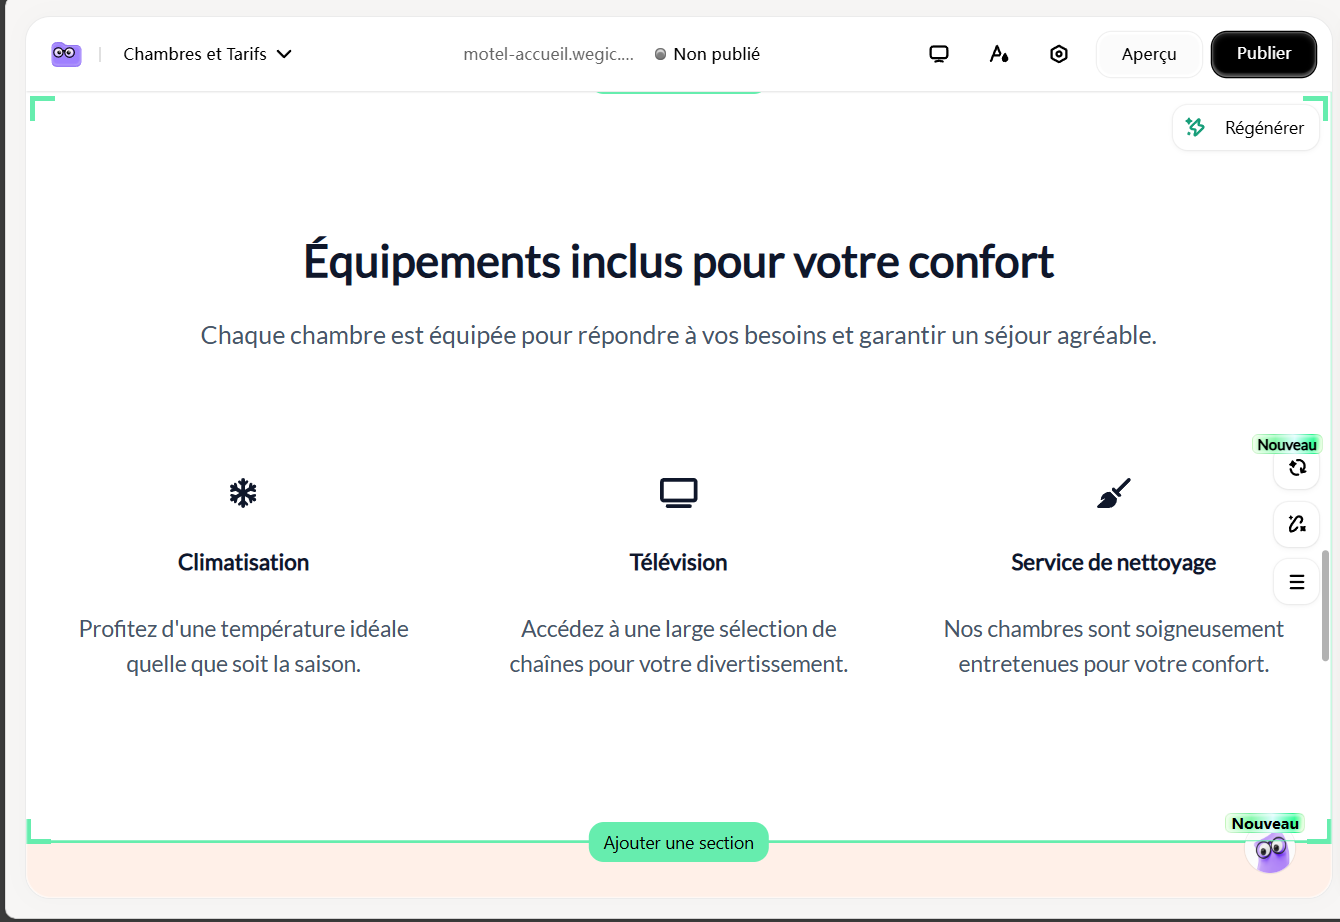 Chambres et Tarifs
motel-accueil.wegic....
Non publié
Aperçu
Publier
Régénérer
Équipements inclus pour votre confort
Chaque chambre est équipée pour répondre à vos besoins et garantir un séjour agréable.
Nouveau
Climatisation
Télévision
Service de nettoyage
Profitez d'une température idéale
quelle que soit la saison.
Accédez à une large sélection de
chaînes pour votre divertissement.
Nos chambres sont soigneusement
entretenues pour votre confort.
Nouveau
Ajouter une section